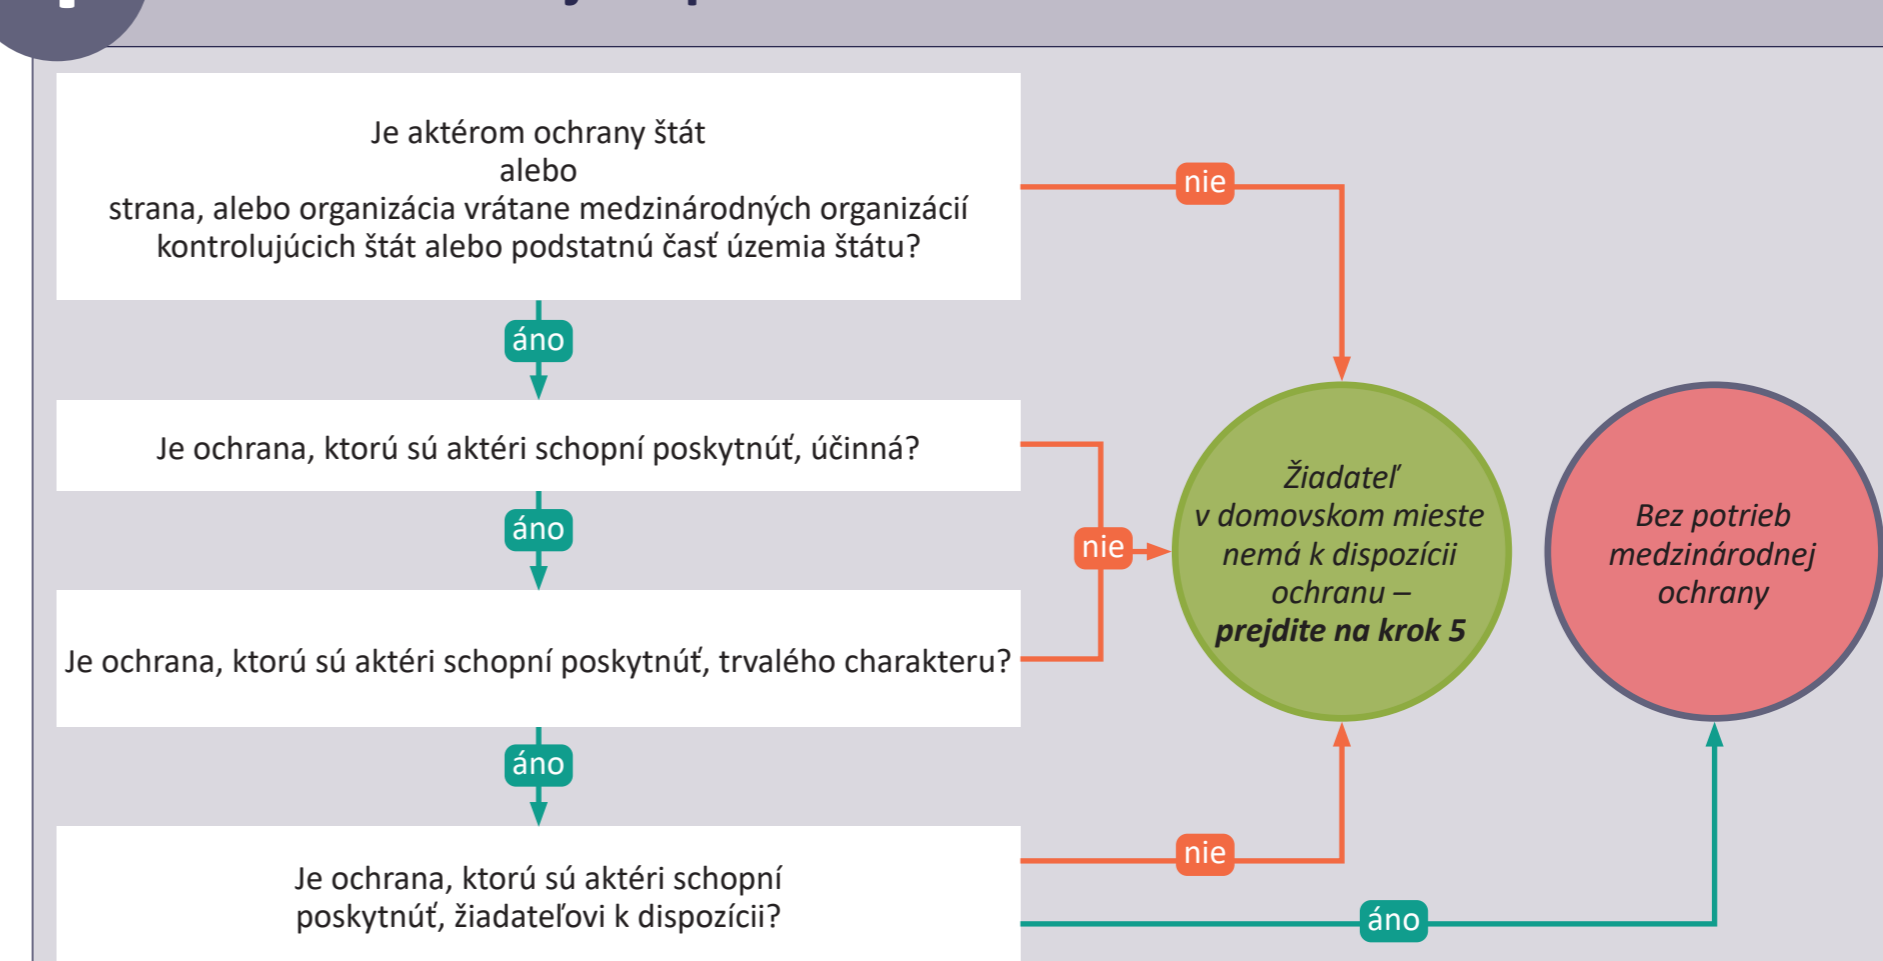 Je aktérom ochrany štát
alebo
strana, alebo organizácia vrátane medzinárodných organizácií
kontrolujúcich štát alebo podstatnú časť územia štátu?
nie
áno
Je ochrana, ktorú sú aktéri schopní poskytnúť, účinná?
áno
nie
Je ochrana, ktorú sú aktéri schopní poskytnúť, trvalého charakteru?
áno
Je ochrana, ktorú sú aktéri schopní
poskytnúť, žiadateľovi k dispozícii?
nie
áno
Žiadateľ
v domovskom mieste
nemá k dispozícii
ochranu –
prejdite na krok 5
Bez potrieb
medzinárodnej
ochrany